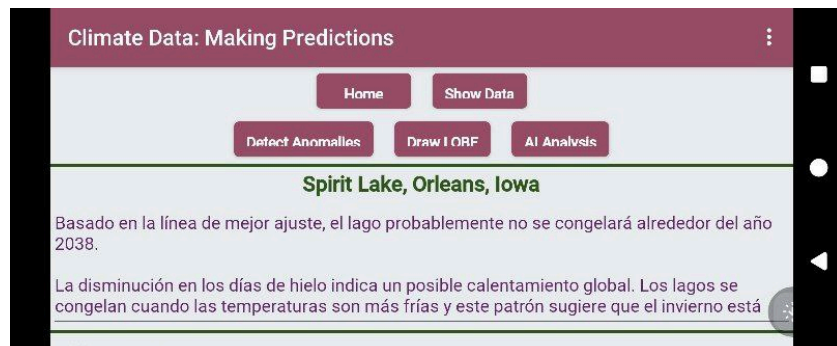 Climate Data: Making Predictions
Home Show Data
Detect Anomalies Draw LOBF AI Analysis
Spirit Lake, Orleans, Iowa
Basado en la línea de mejor ajuste, el lago probablemente no se congelará alrededor del año
2038.
La disminución en los días de hielo indica un posible calentamiento global. Los lagos se
congelan cuando las temperaturas son más frías y este patrón sugiere que el invierno está